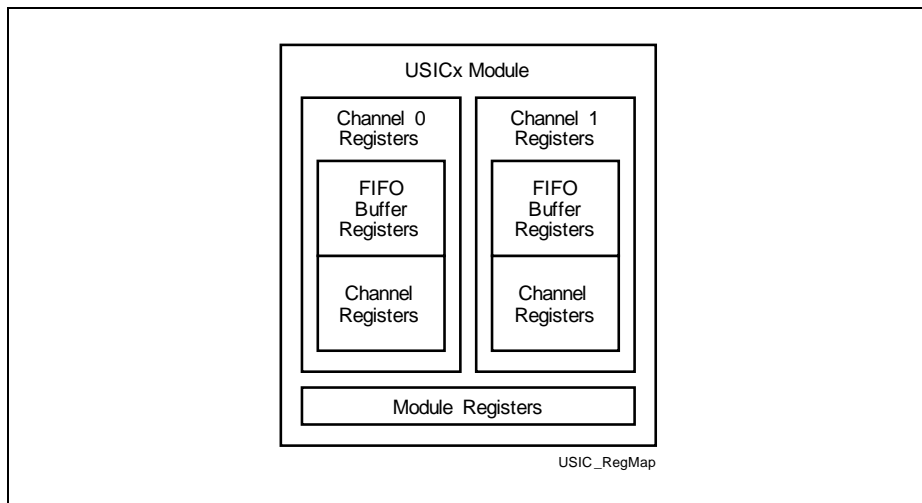 USICx Module
Channel 0
Registers
FIFO
Buffer
Registers
Channel
Registers
Channel 1
Registers
FIFO
Buffer
Registers
Channel
Registers
Module Registers
USIC_RegMap